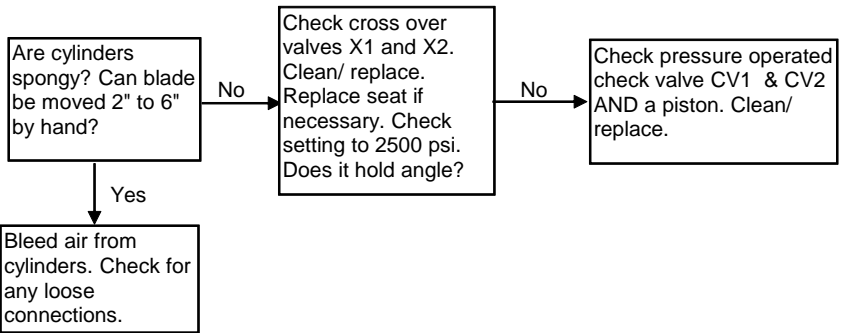 Are cylinders
spongy? Can blade
be moved 2" to 6"
by hand?
No
Check cross over
valves X1 and X2.
Clean/ replace.
Replace seat if
necessary. Check
setting to 2500 psi.
Does it hold angle?
No
Check pressure operated
check valve CV1 & CV2
AND a piston. Clean/
replace.
Yes
Bleed air from
cylinders. Check for
any loose
connections.